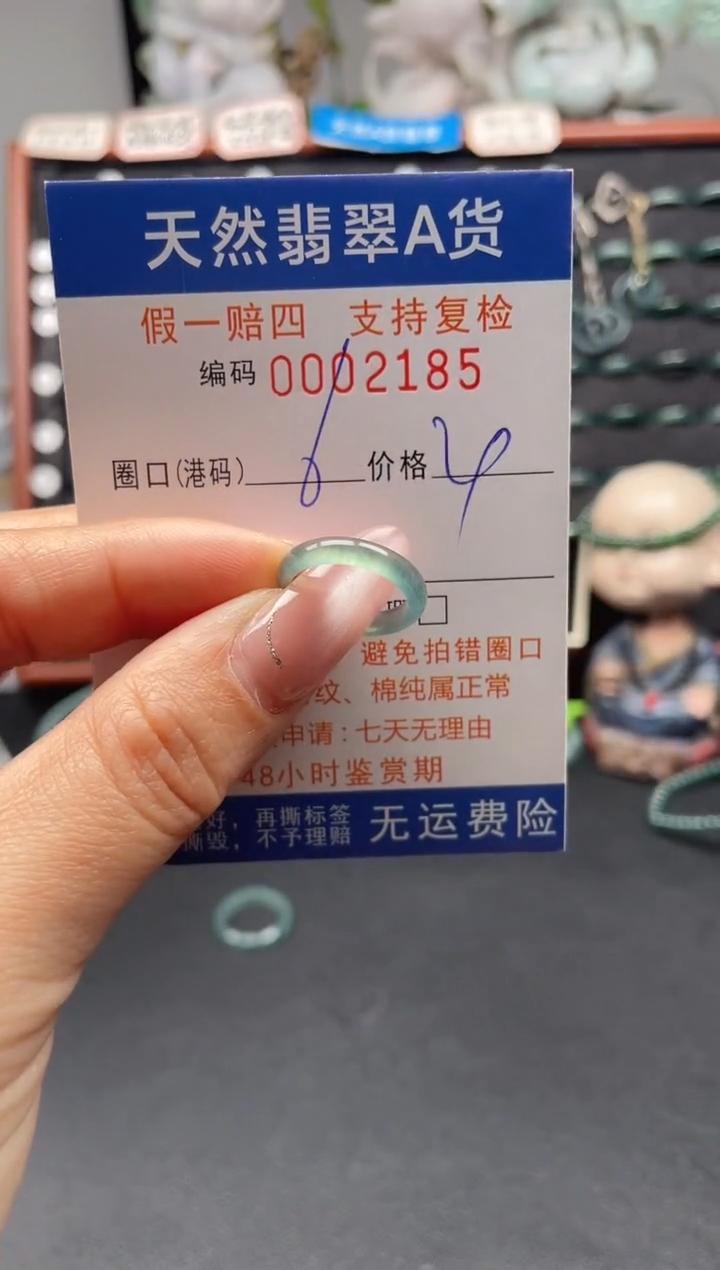 天然翡翠A货
假一赔四 支持复检
编码 0002185
圈口(港码) 6 价格
避免拍错圈口
纹、棉纯属正常
申请：七天无理由
48小时鉴赏期
好，再撕标签
撕毁，不予理赔
无运费险